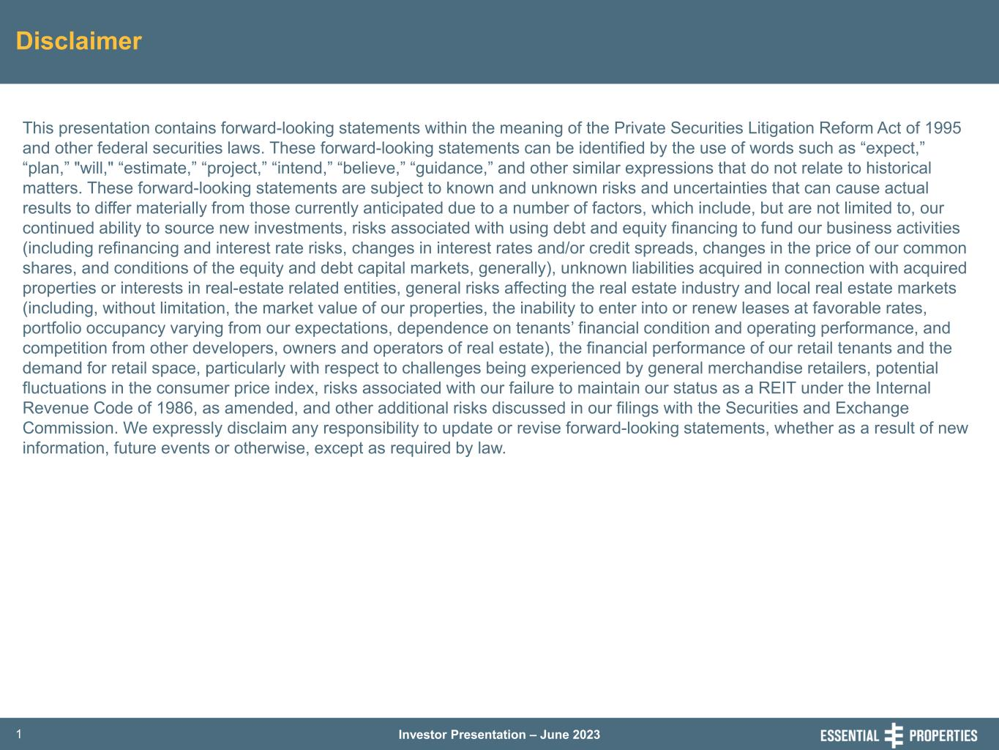 Disclaimer
This presentation contains forward-looking statements within the meaning of the Private Securities Litigation Reform Act of 1995
and other federal securities laws. These forward-looking statements can be identified by the use of words such as “expect,”
“plan,” "will," “estimate,” “project,” “intend,” “believe,” “guidance,” and other similar expressions that do not relate to historical
matters. These forward-looking statements are subject to known and unknown risks and uncertainties that can cause actual
results to differ materially from those currently anticipated due to a number of factors, which include, but are not limited to, our
continued ability to source new investments, risks associated with using debt and equity financing to fund our business activities
(including refinancing and interest rate risks, changes in interest rates and/or credit spreads, changes in the price of our common
shares, and conditions of the equity and debt capital markets, generally), unknown liabilities acquired in connection with acquired
properties or interests in real-estate related entities, general risks affecting the real estate industry and local real estate markets
(including, without limitation, the market value of our properties, the inability to enter into or renew leases at favorable rates,
portfolio occupancy varying from our expectations, dependence on tenants’ financial condition and operating performance, and
competition from other developers, owners and operators of real estate), the financial performance of our retail tenants and the
demand for retail space, particularly with respect to challenges being experienced by general merchandise retailers, potential
fluctuations in the consumer price index, risks associated with our failure to maintain our status as a REIT under the Internal
Revenue Code of 1986, as amended, and other additional risks discussed in our filings with the Securities and Exchange
Commission. We expressly disclaim any responsibility to update or revise forward-looking statements, whether as a result of new
information, future events or otherwise, except as required by law.
1
Investor Presentation – June 2023
ESSENTIAL PROPERTIES